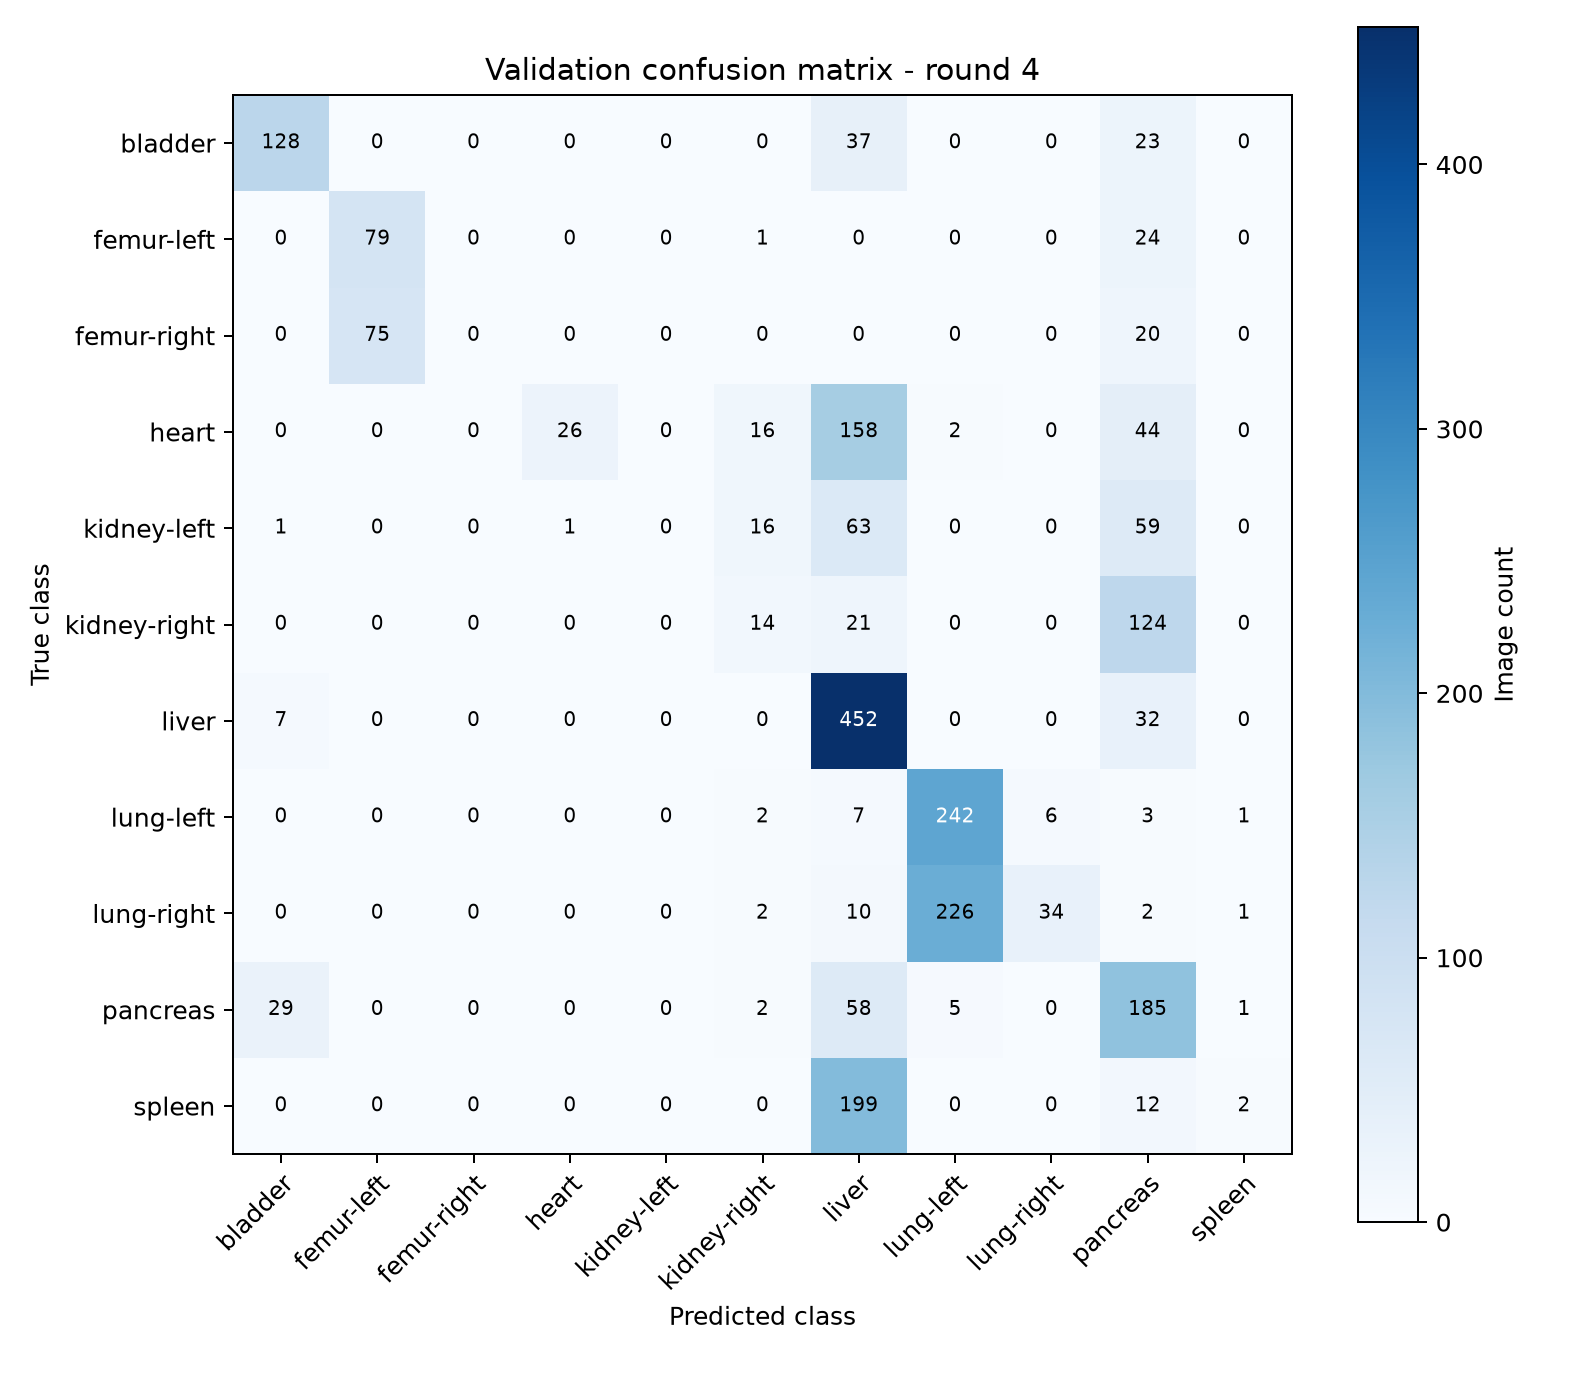 Validation confusion matrix - round 4
bladder 128 0 0 0 0 0 37 0 0 23 0
femur-left 0 79 0 0 0 1 0 0 0 24 0
femur-right 0 75 0 0 0 0 0 0 0 20 0
heart 0 0 0 26 0 16 158 2 0 44 0
kidney-left 1 0 0 1 0 16 63 0 0 59 0
kidney-right 0 0 0 0 0 14 21 0 0 124 0
liver 7 0 0 0 0 0 452 0 0 32 0
lung-left 0 0 0 0 0 2 7 242 6 3 1
lung-right 0 0 0 0 0 2 10 226 34 2 1
pancreas 29 0 0 0 0 2 58 5 0 185 1
spleen 0 0 0 0 0 0 199 0 0 12 2
bladder femur-left femur-right heart kidney-left kidney-right liver lung-left lung-right pancreas spleen
Predicted class
True class
400
300
200
100
0
Image count